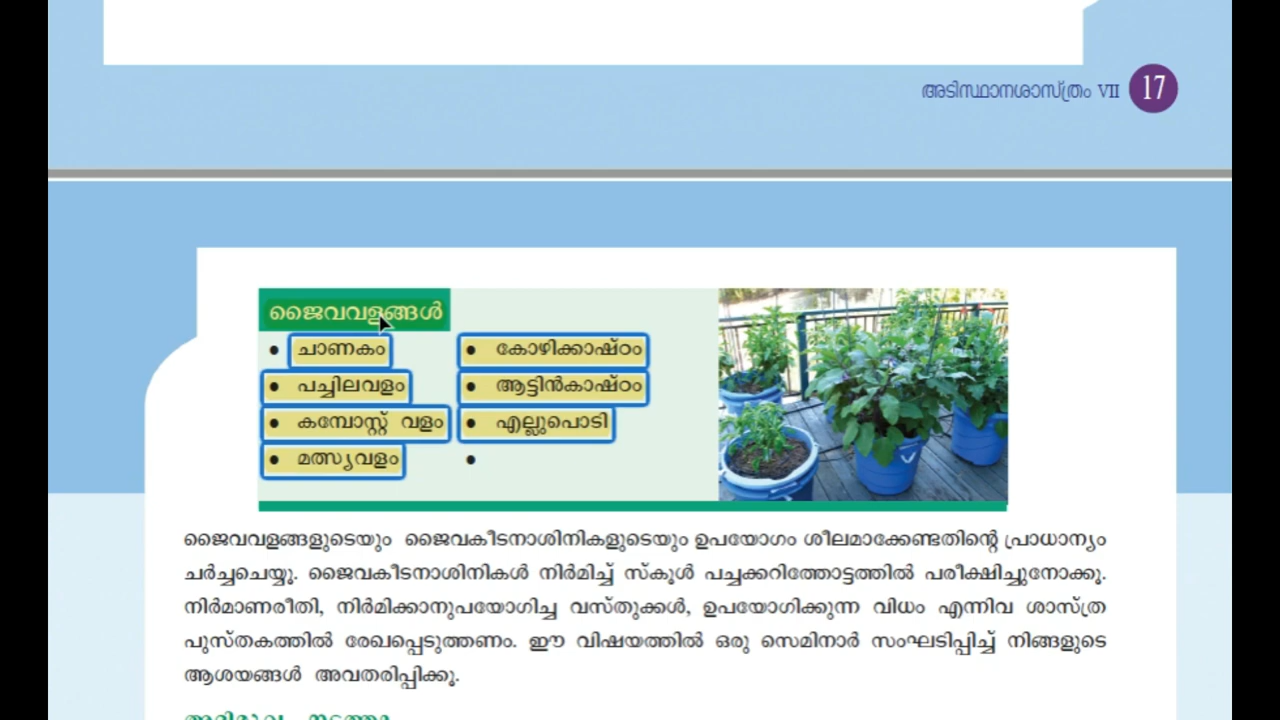 അടിസ്ഥാനശാസ്ത്രം VII 17
ജൈവവളങ്ങൾ
• ചാണകം
• പച്ചിലവളം
• കമ്പോസ്റ്റ് വളം
• മത്സ്യവളം
• കോഴിക്കാഷ്ഠം
• ആട്ടിൻകാഷ്ഠം
• എല്ലുപൊടി
•
ജൈവവളങ്ങളുടെയും ജൈവകീടനാശിനികളുടെയും ഉപയോഗം ശീലമാക്കേണ്ടതിന്റെ പ്രാധാന്യം
ചർച്ചചെയ്യൂ. ജൈവകീടനാശിനികൾ നിർമിച്ച് സ്കൂൾ പച്ചക്കറിത്തോട്ടത്തിൽ പരീക്ഷിച്ചുനോക്കൂ.
നിർമാണരീതി, നിർമിക്കാനുപയോഗിച്ച വസ്തുക്കൾ, ഉപയോഗിക്കുന്ന വിധം എന്നിവ ശാസ്ത്ര
പുസ്തകത്തിൽ രേഖപ്പെടുത്തണം. ഈ വിഷയത്തിൽ ഒരു സെമിനാർ സംഘടിപ്പിച്ച് നിങ്ങളുടെ
ആശയങ്ങൾ അവതരിപ്പിക്കൂ.